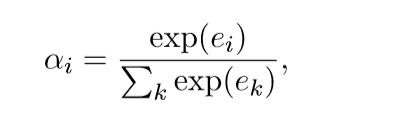 α_i = exp(e_i) / ∑_k exp(e_k),